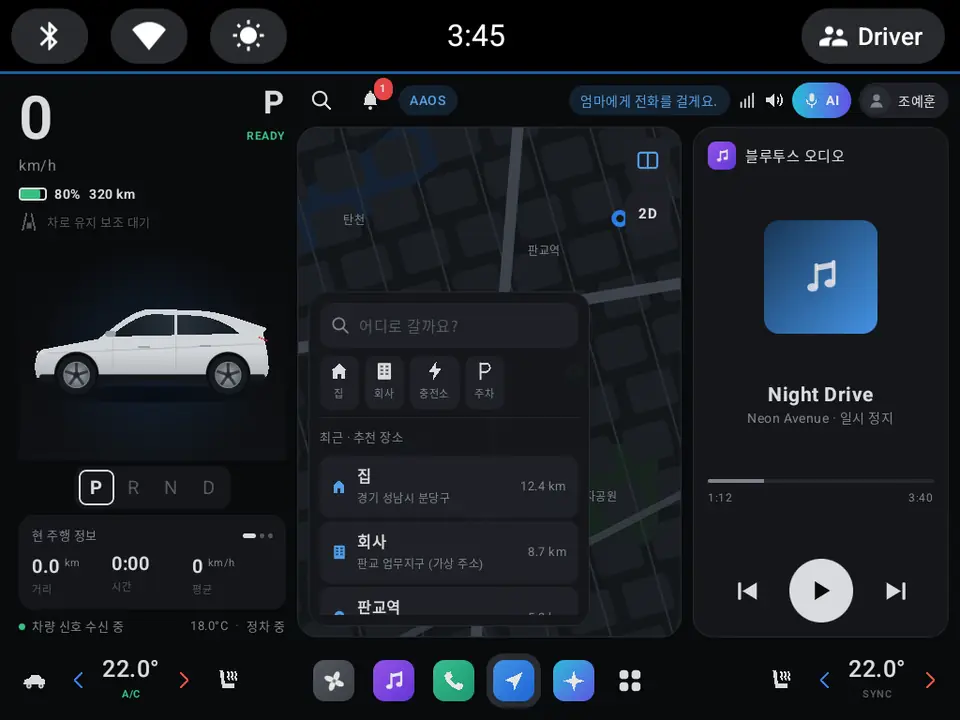 3:45
Driver
0
P
READY
km/h
80% 320 km
차로 유지 보조 대기
P R N D
현 주행 정보
0.0 km
거리
0:00
시간
0 km/h
평균
차량 신호 수신 중
18.0°C · 정차 중
1
AAOS
엄마에게 전화를 걸게요.
AI
조예훈
탄천
판교역
2D
어디로 갈까요?
집
회사
충전소
P
주차
최근 · 추천 장소
집
경기 성남시 분당구
12.4 km
회사
판교 업무지구 (가상 주소)
8.7 km
판교역
공원
블루투스 오디오
Night Drive
Neon Avenue · 일시 정지
1:12
3:40
22.0°
A/C
22.0°
SYNC